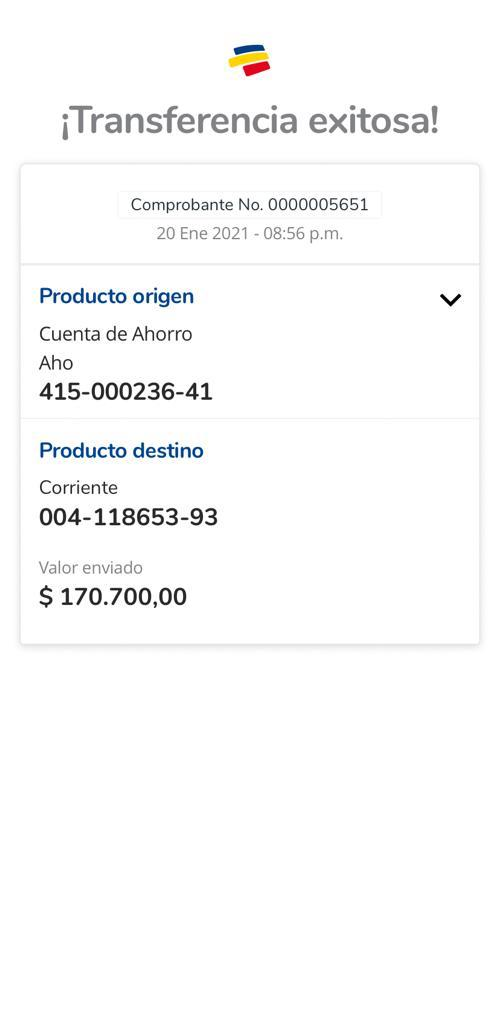 ¡Transferencia exitosa!
Comprobante No. 0000005651
20 Ene 2021 - 08:56 p.m.
Producto origen
Cuenta de Ahorro
Aho
415-000236-41
Producto destino
Corriente
004-118653-93
Valor enviado
$ 170.700,00